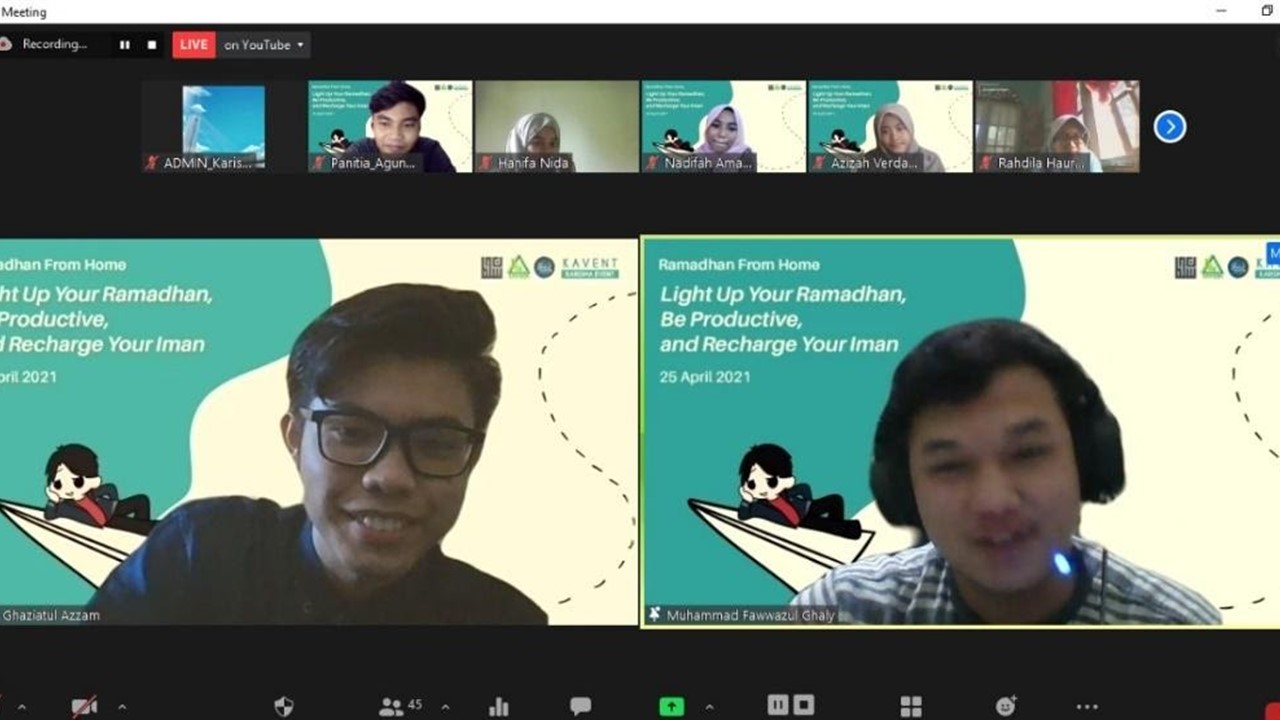 Meeting
Recording...
LIVE on YouTube
ADMIN_Karis...
Panitia_Agun...
Hanifa Nida
Nadifah Ama...
Azizah Verda...
Rahdila Haur...
adhan From Home
KAVENT
KARISMA EVENT
ht Up Your Ramadhan,
Productive,
d Recharge Your Iman
pril 2021
Ghaziatul Azzam
Ramadhan From Home
Light Up Your Ramadhan,
Be Productive,
and Recharge Your Iman
25 April 2021
M
Muhammad Fawwazul Ghaly
45